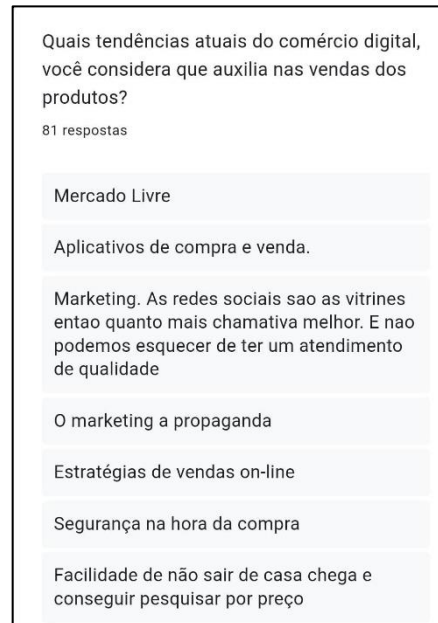 Quais tendências atuais do comércio digital,
você considera que auxilia nas vendas dos
produtos?
81 respostas
Mercado Livre
Aplicativos de compra e venda.
Marketing. As redes sociais sao as vitrines
entao quanto mais chamativa melhor. E nao
podemos esquecer de ter um atendimento
de qualidade
O marketing a propaganda
Estratégias de vendas on-line
Segurança na hora da compra
Facilidade de não sair de casa chega e
conseguir pesquisar por preço